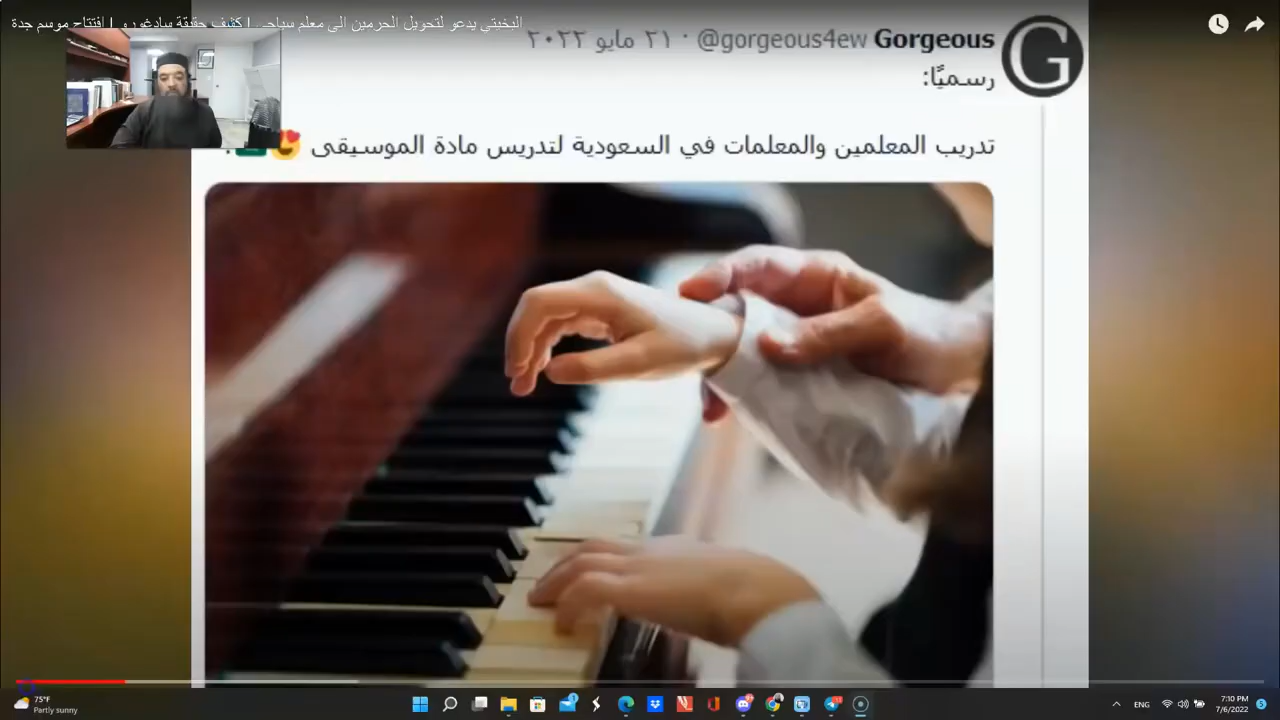 البخيتي يدعو لتحويل الحرمين الى معلم سياحي | كشف حقيقة سادغورو | افتتاح موسم جدة
Gorgeous @gorgeous4ew · ٢١ مايو ٢٠٢٢
G
رسميًا:
تدريب المعلمين والمعلمات في السعودية لتدريس مادة الموسيقى 😍
75°F
Partly sunny
ENG
7:10 PM
7/6/2022